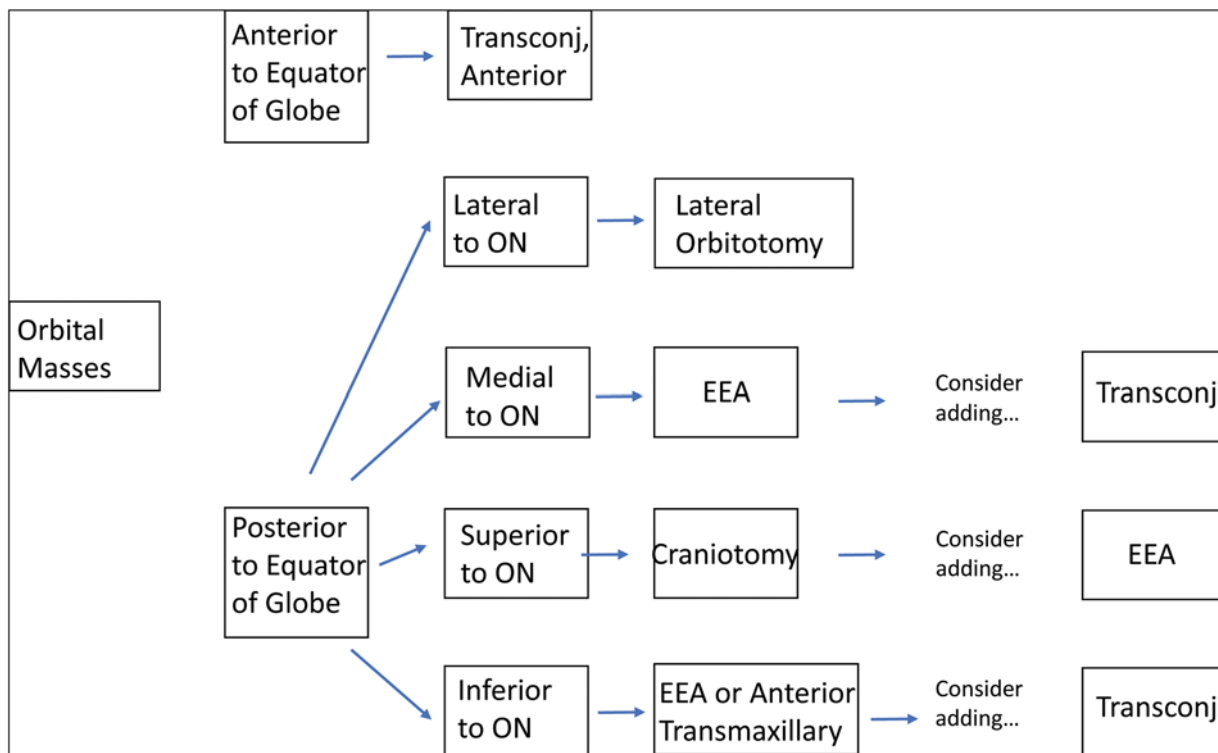 Anterior
to Equator
of Globe
Transconj,
Anterior
Lateral
to ON
Lateral
Orbitotomy
Orbital
Masses
Medial
to ON
EEA
Consider
adding...
Transconj
Posterior
to Equator
of Globe
Superior
to ON
Craniotomy
Consider
adding...
EEA
Inferior
to ON
EEA or Anterior
Transmaxillary
Consider
adding...
Transconj